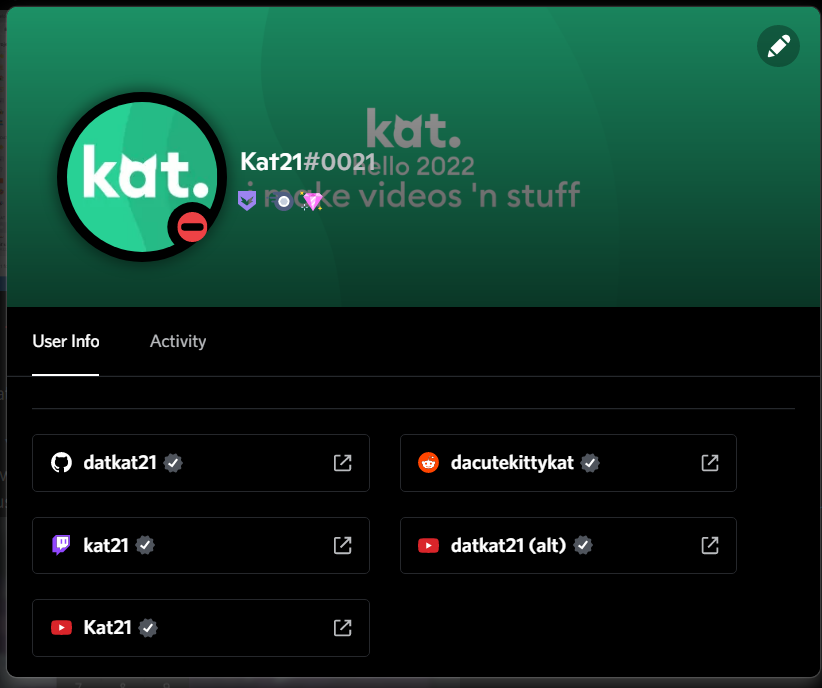 kat.
hello 2022
i make videos 'n stuff
kat.
Kat21#0021
User Info
Activity
datkat21
dacutekittykat
kat21
datkat21 (alt)
Kat21